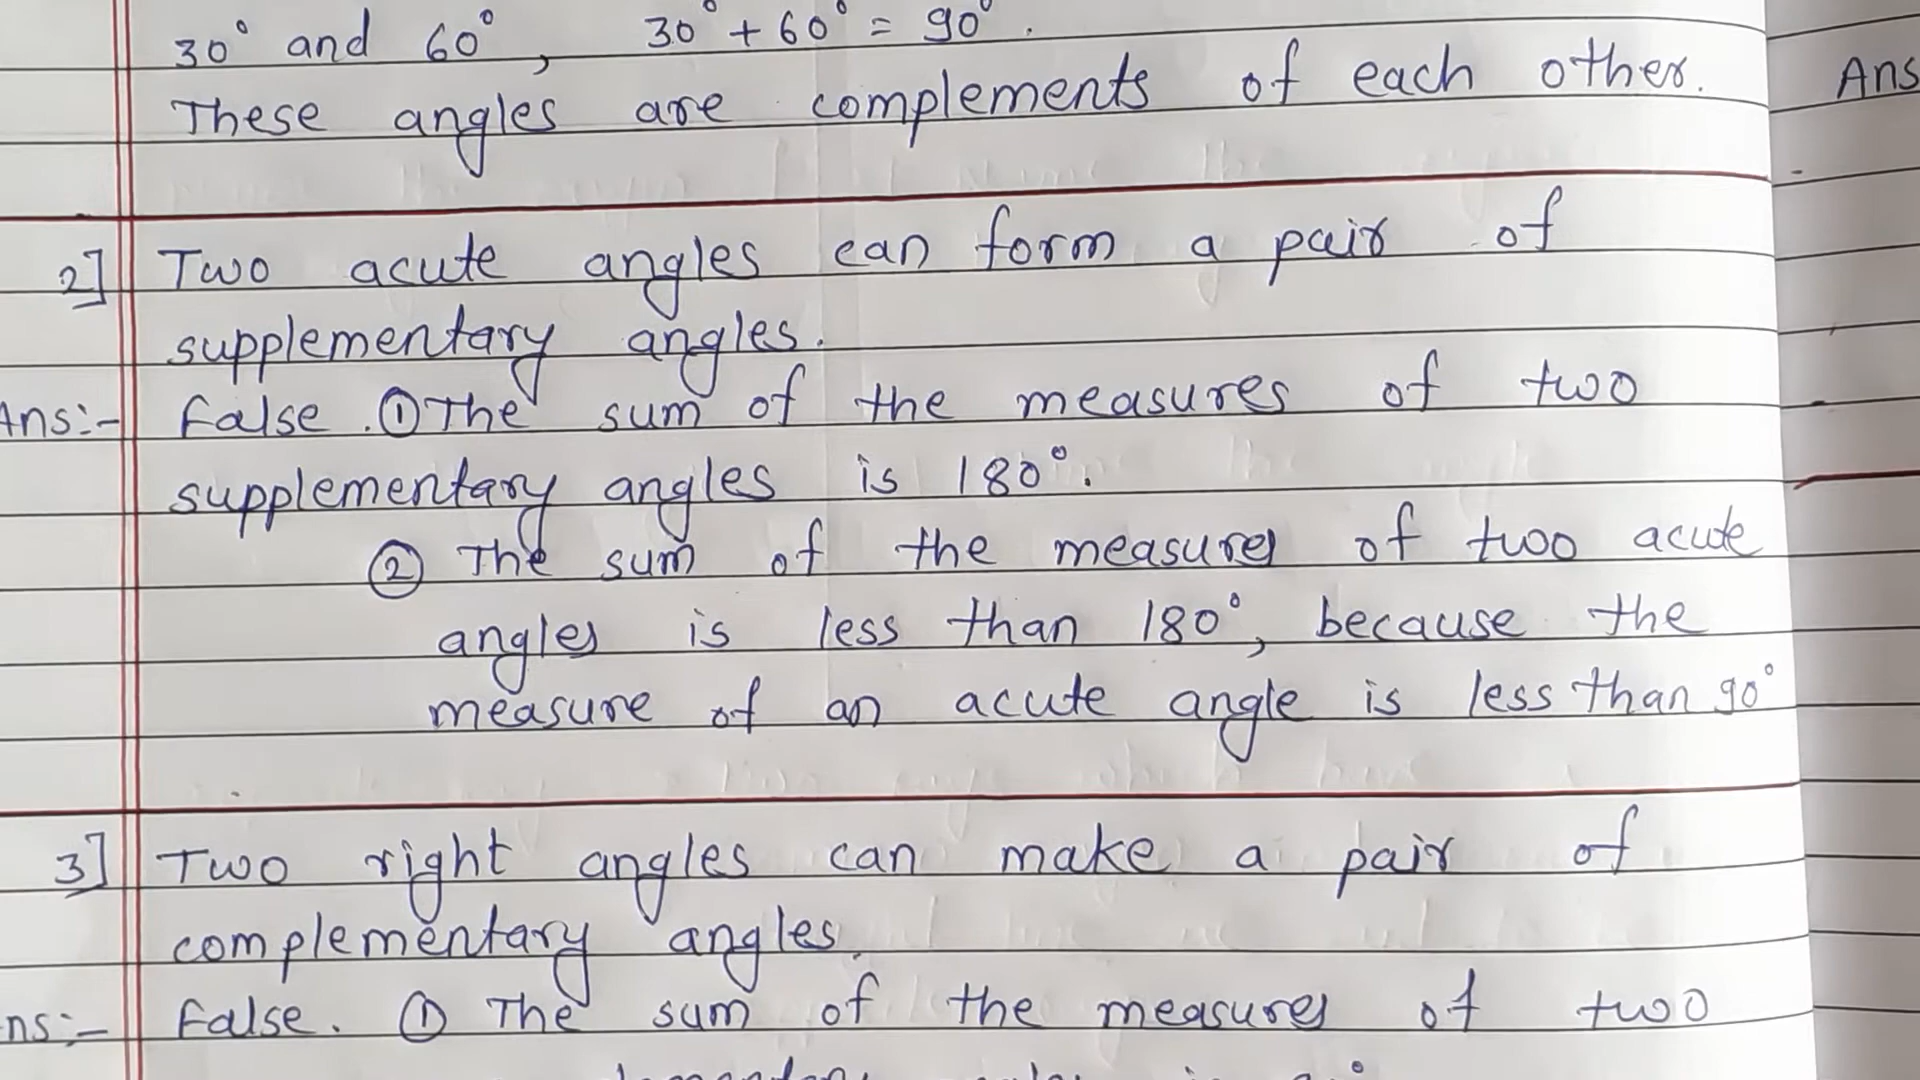 30° and 60°, 30° + 60° = 90°.
These angles are complements of each other.
Ans
2] Two acute angles can form a pair of
supplementary angles.
Ans:- False. ① The sum of the measures of two
supplementary angles is 180°.
② The sum of the measures of two acute
angles is less than 180°, because the
measure of an acute angle is less than 90°
3] Two right angles can make a pair of
complementary angles.
ns:- False. ① The sum of the measures of two